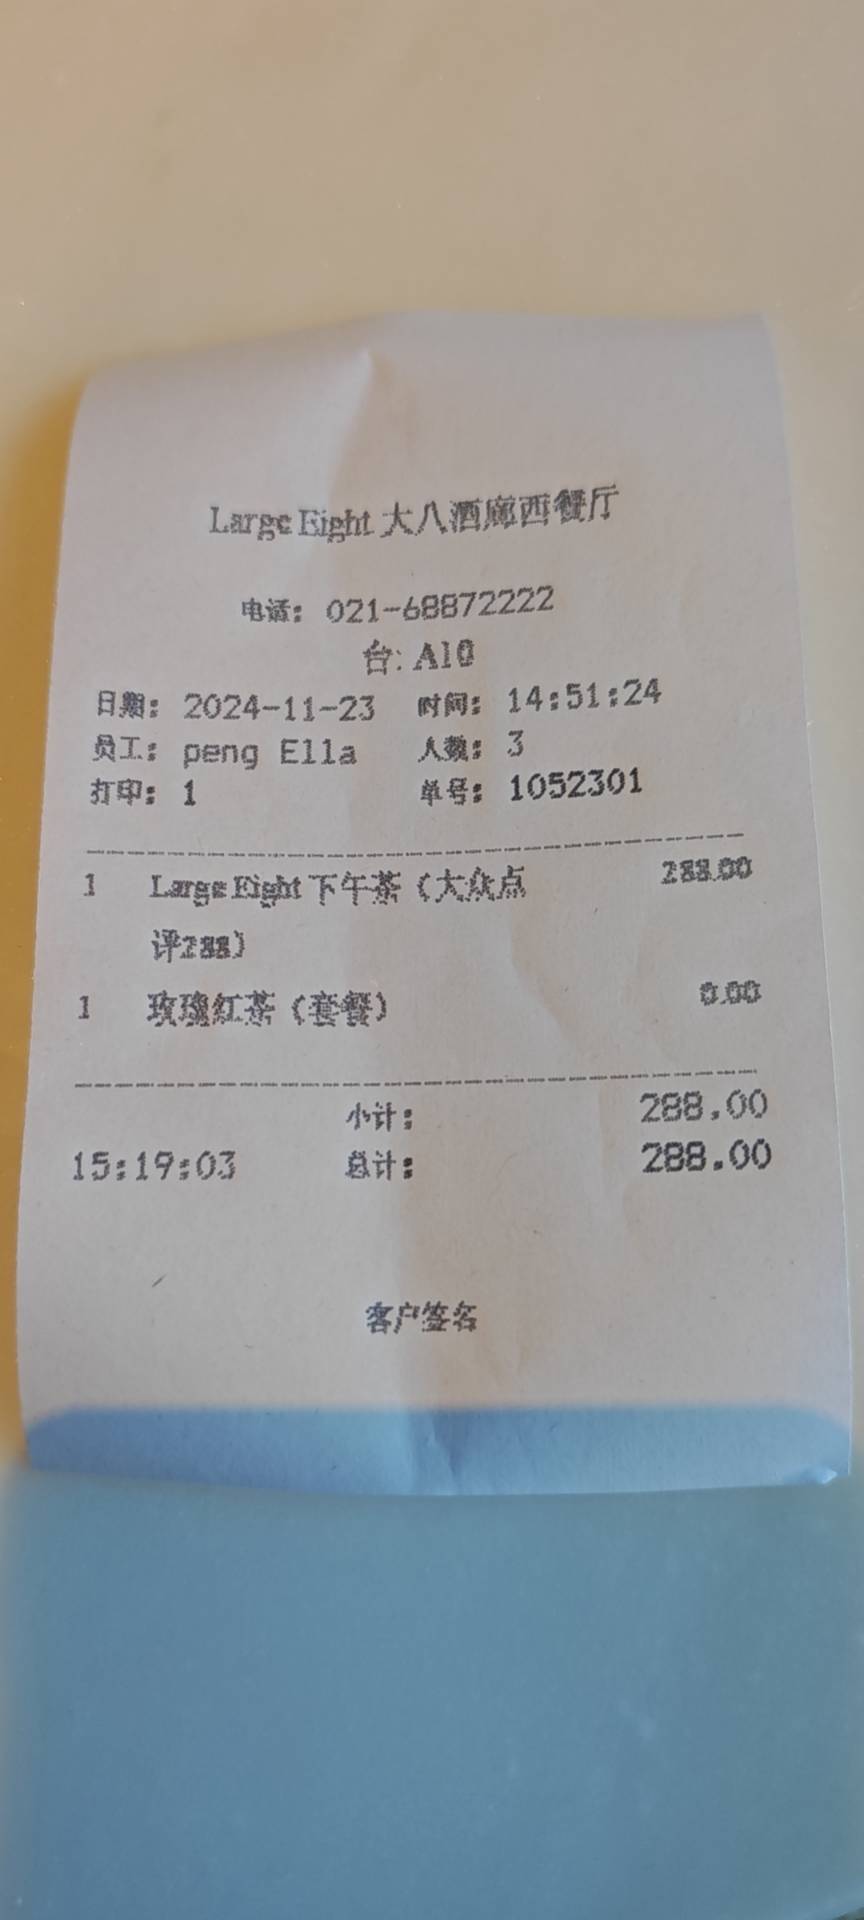 Large Eight 大八酒廊西餐厅
电话: 021-68872222
台: A10
日期: 2024-11-23 时间: 14:51:24
员工: peng Ella 人数: 3
打印: 1 单号: 1052301
1 Large Eight 下午茶（大众点 288.00
评288）
1 玫瑰红茶（套餐） 0.00
小计: 288.00
15:19:03 总计: 288.00
客户签名